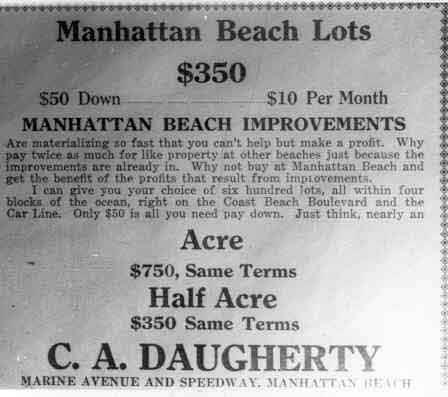 Manhattan Beach Lots
$350
$50 Down $10 Per Month
MANHATTAN BEACH IMPROVEMENTS
Are materializing so fast that you can't help but make a profit. Why
pay twice as much for like property at other beaches just because the
improvements are already in. Why not buy at Manhattan Beach and
get the benefit of the profits that result from improvements.
I can give you your choice of six hundred lots, all within four
blocks of the ocean, right on the Coast Beach Boulevard and the
Car Line. Only $50 is all you need pay down. Just think, nearly an
Acre
$750, Same Terms
Half Acre
$350 Same Terms
C. A. DAUGHERTY
MARINE AVENUE AND SPEEDWAY, MANHATTAN BEACH